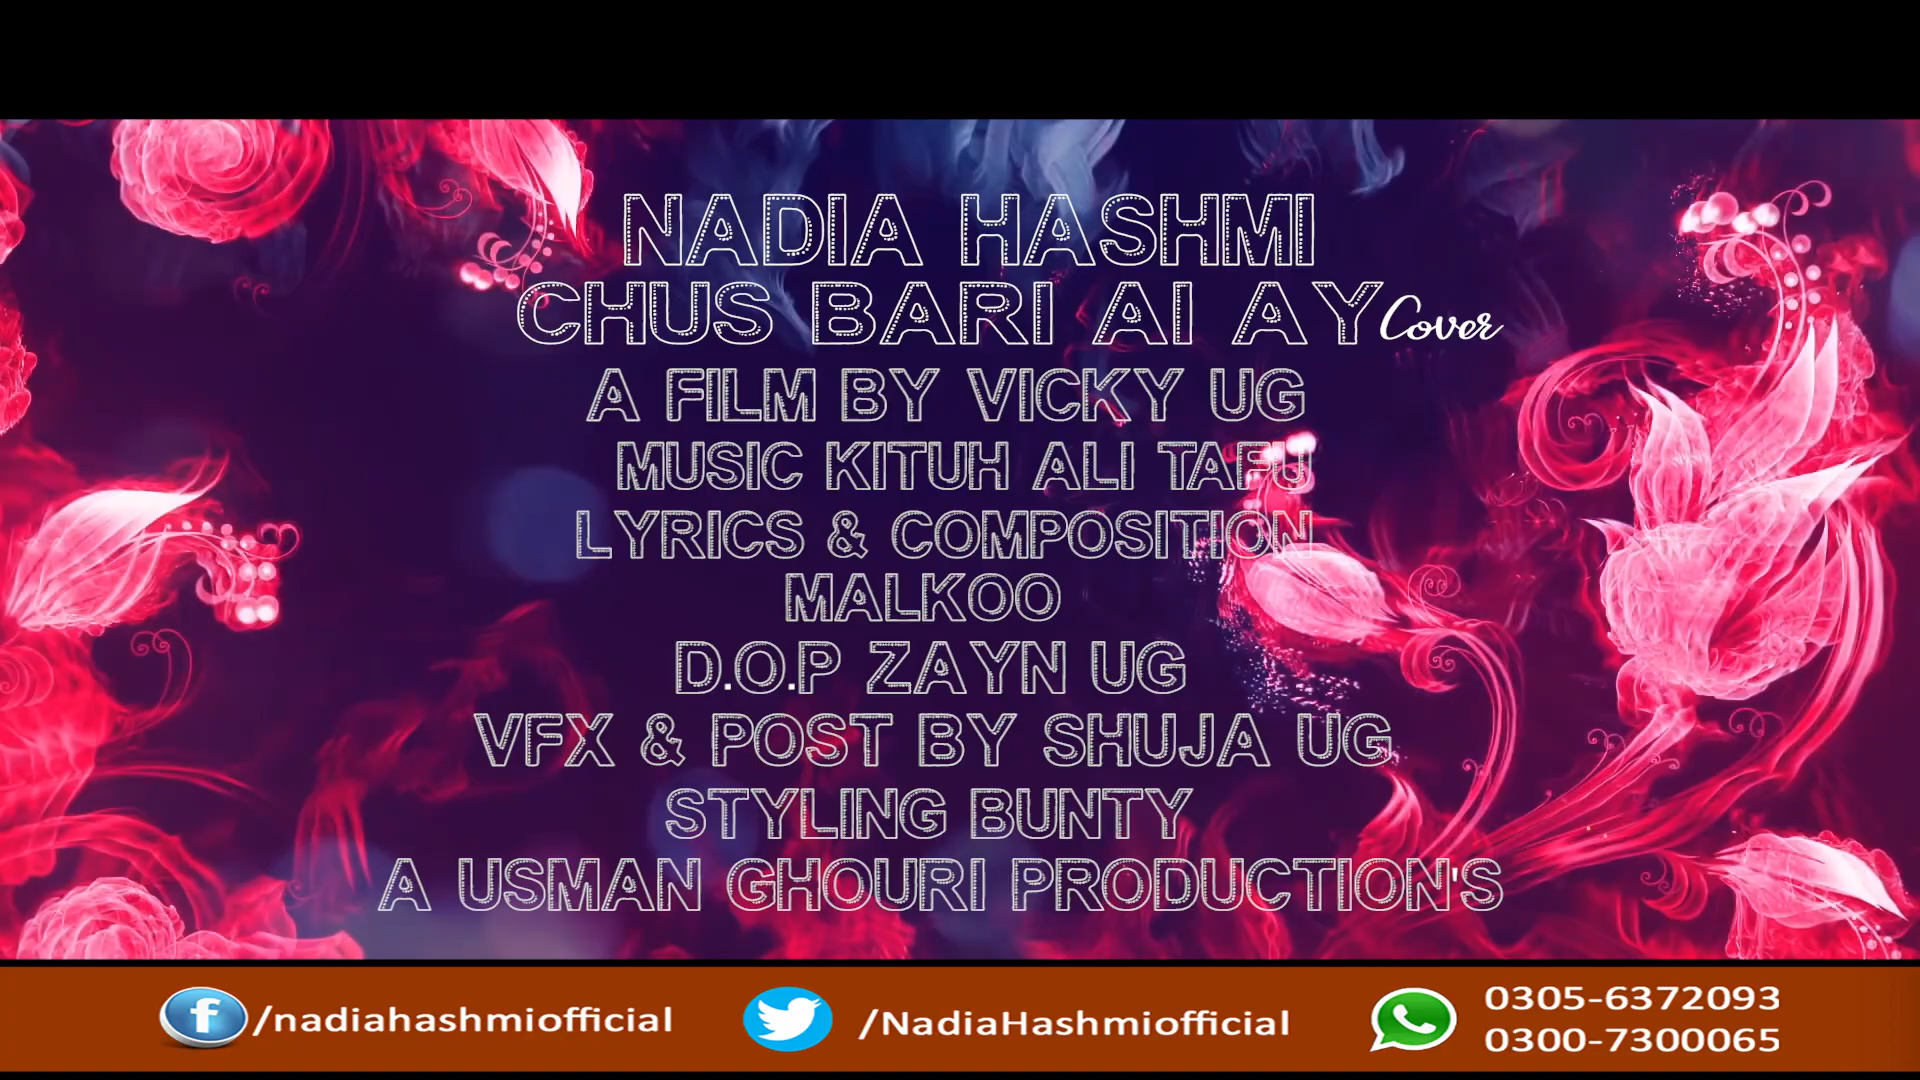 NADIA HASHMI
CHUS BARI AI AY Cover
A FILM BY VICKY UG
MUSIC KITUH ALI TAFU
LYRICS & COMPOSITION
MALKOO
D.O.P ZAYN UG
VFX & POST BY SHUJA UG
STYLING BUNTY
A USMAN GHOURI PRODUCTION'S
/nadiahashmiofficial
/NadiaHashmiofficial
0305-6372093
0300-7300065